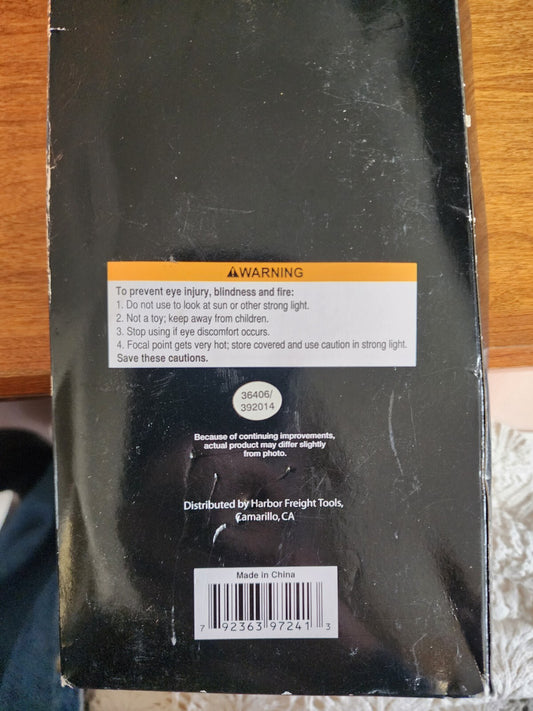 ⚠WARNING
To prevent eye injury, blindness and fire:
1. Do not use to look at sun or other strong light.
2. Not a toy; keep away from children.
3. Stop using if eye discomfort occurs.
4. Focal point gets very hot; store covered and use caution in strong light.
Save these cautions.
36406/
392014
Because of continuing improvements,
actual product may differ slightly
from photo.
Distributed by Harbor Freight Tools,
Camarillo, CA
Made in China
7 92363 97241 3